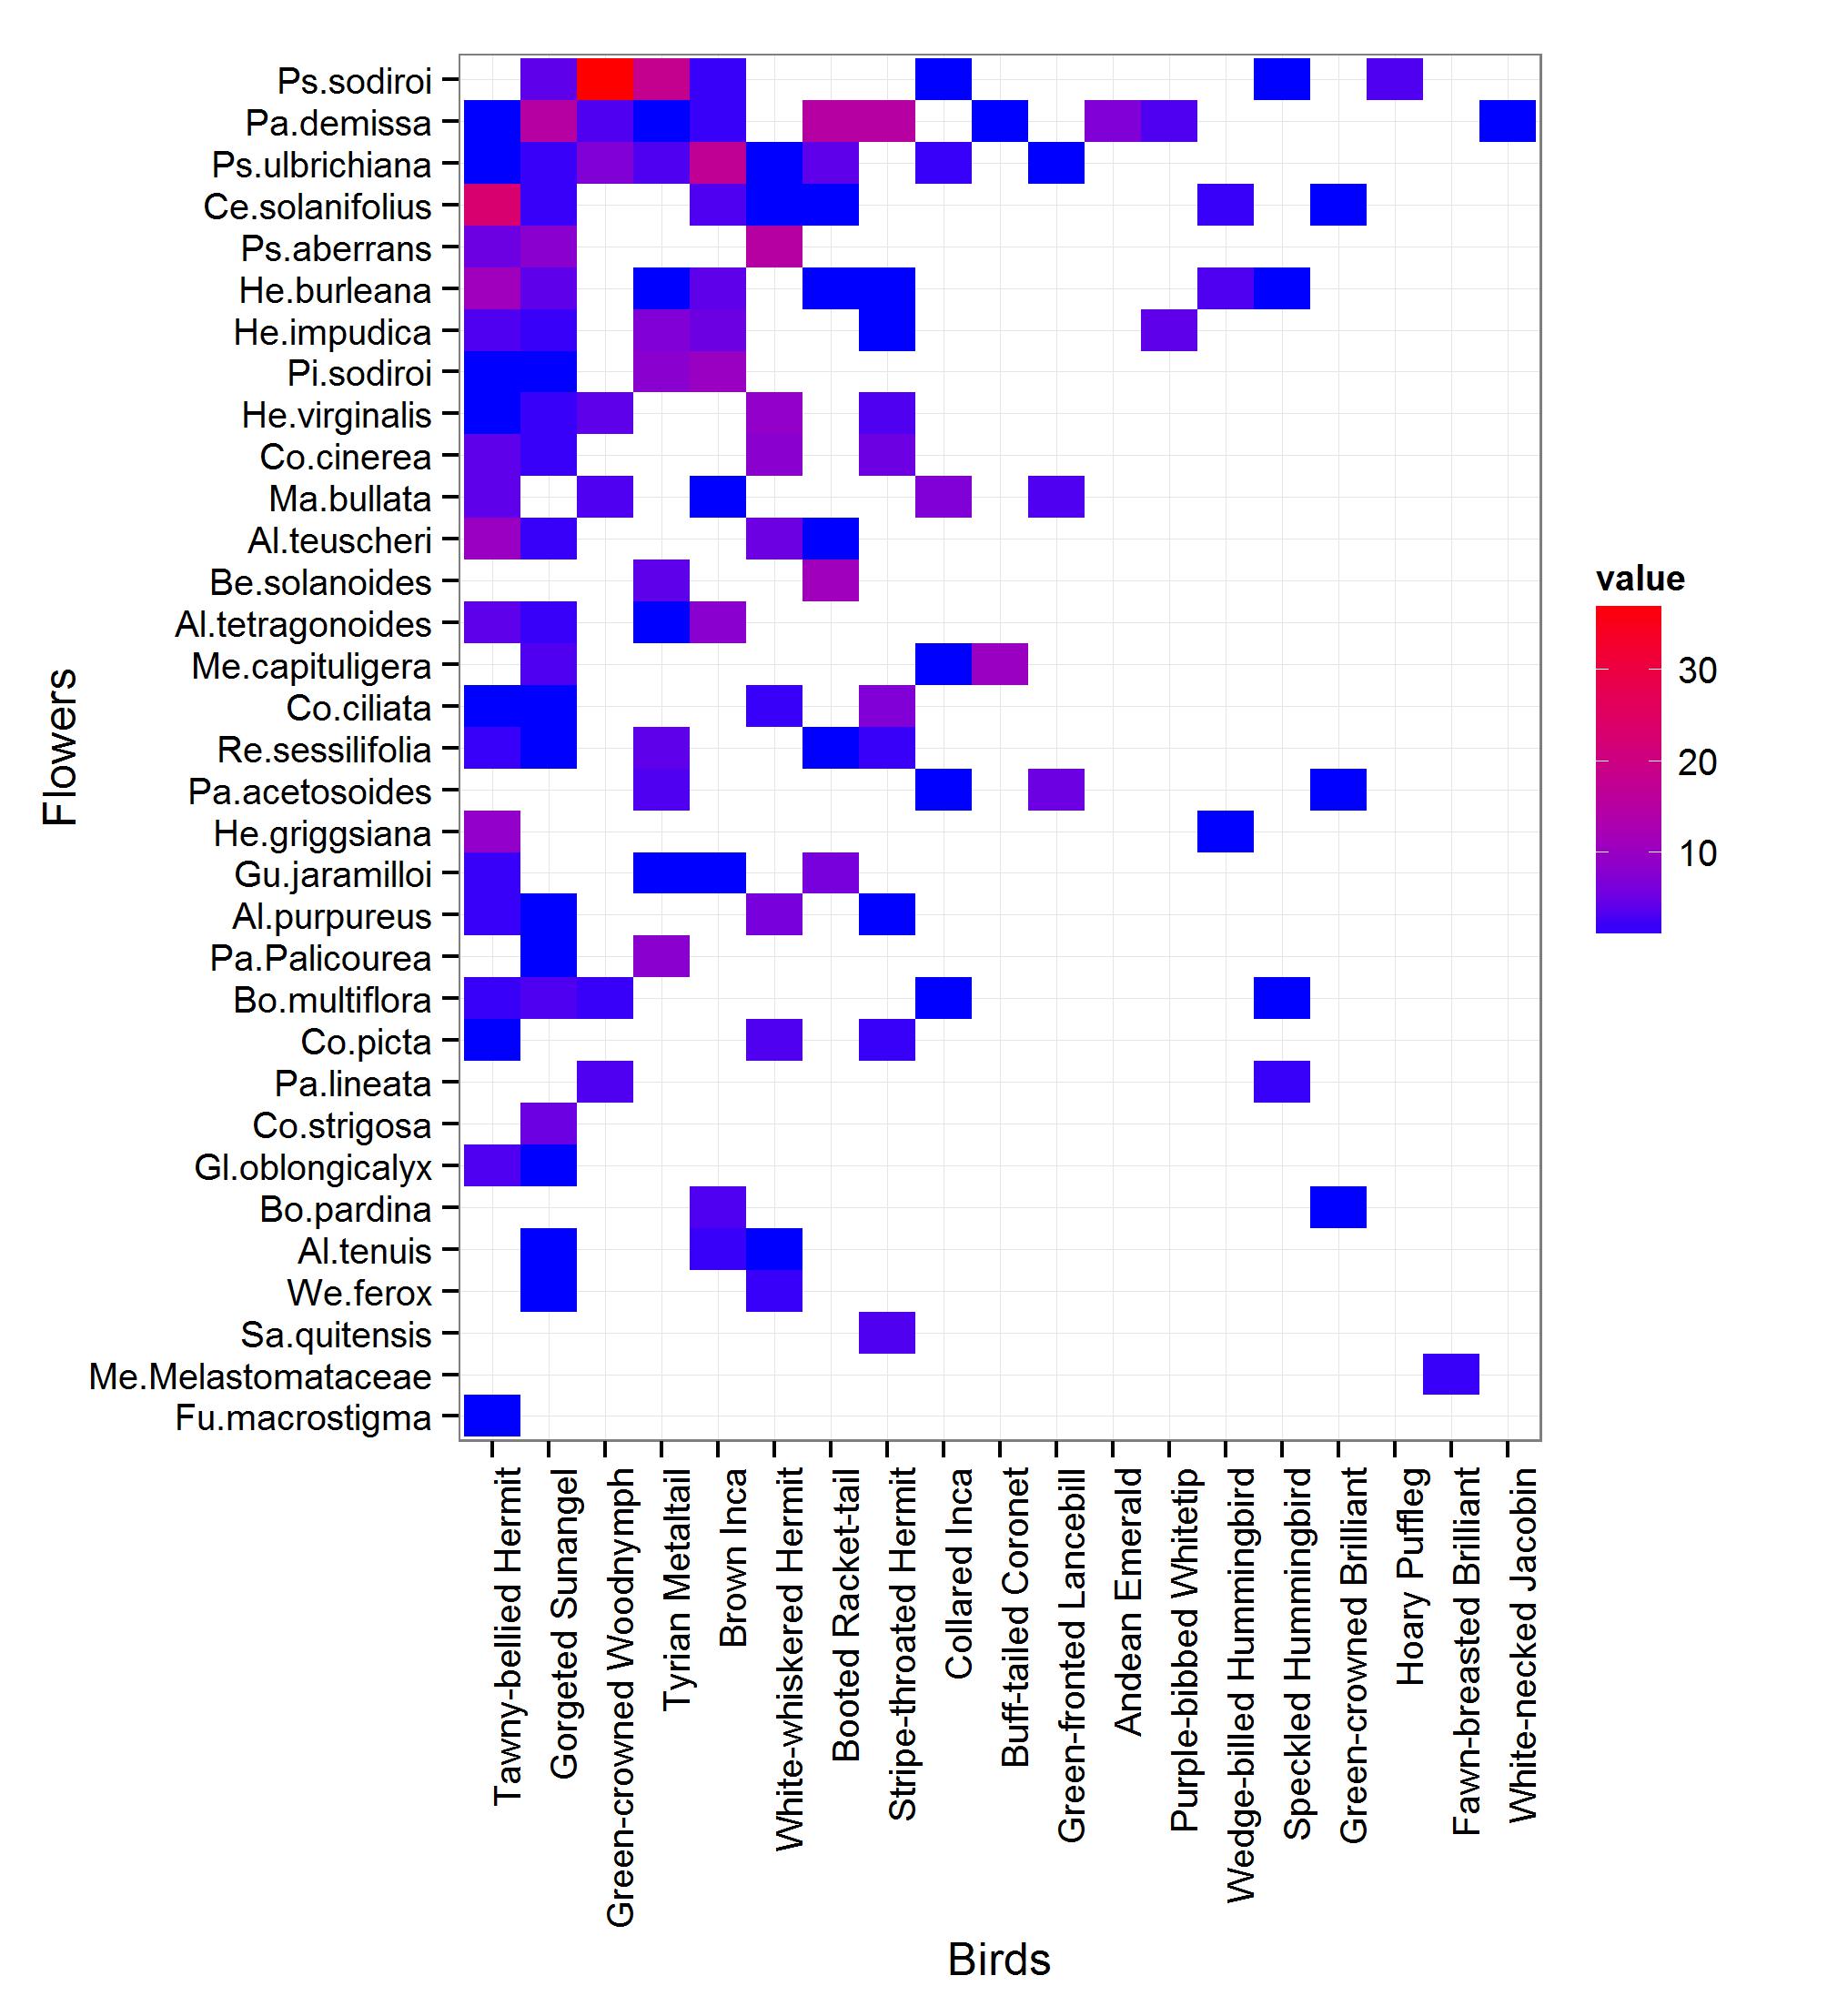 Ps.sodiroi
Pa.demissa
Ps.ulbrichiana
Ce.solanifolius
Ps.aberrans
He.burleana
He.impudica
Pi.sodiroi
He.virginalis
Co.cinerea
Ma.bullata
Al.teuscheri
Be.solanoides
Al.tetragonoides
Me.capituligera
Co.ciliata
Re.sessilifolia
Pa.acetosoides
He.griggsiana
Gu.jaramilloi
Al.purpureus
Pa.Palicourea
Bo.multiflora
Co.picta
Pa.lineata
Co.strigosa
Gl.oblongicalyx
Bo.pardina
Al.tenuis
We.ferox
Sa.quitensis
Me.Melastomataceae
Fu.macrostigma
Flowers
value
30
20
10
Tawny-bellied Hermit
Gorgeted Sunangel
Green-crowned Woodnymph
Tyrian Metaltail
Brown Inca
White-whiskered Hermit
Booted Racket-tail
Stripe-throated Hermit
Collared Inca
Buff-tailed Coronet
Green-fronted Lancebill
Andean Emerald
Purple-bibbed Whitetip
Wedge-billed Hummingbird
Speckled Hummingbird
Green-crowned Brilliant
Hoary Puffleg
Fawn-breasted Brilliant
White-necked Jacobin
Birds